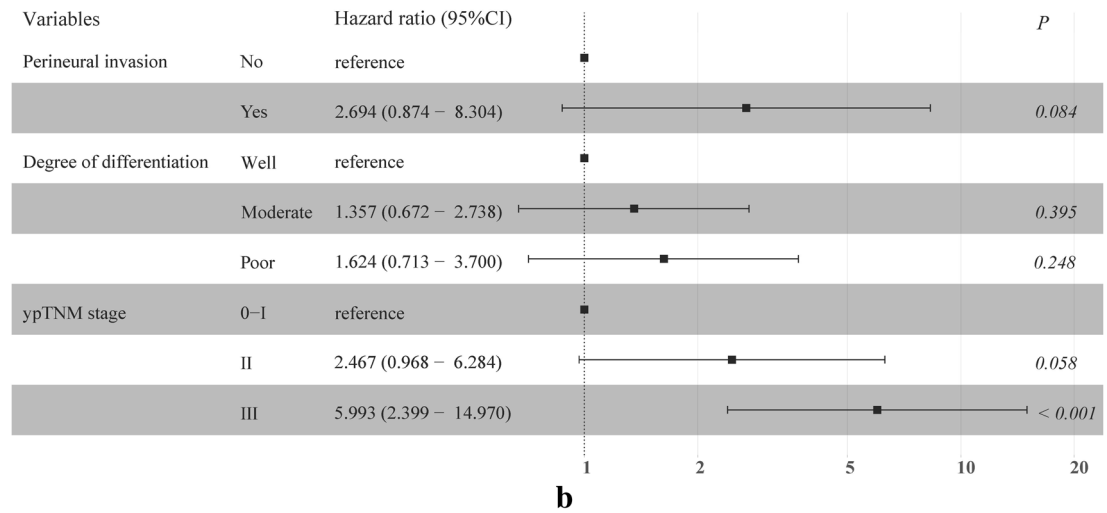 Variables Hazard ratio (95%CI) P
Perineural invasion No reference
Yes 2.694 (0.874 − 8.304) 0.084
Degree of differentiation Well reference
Moderate 1.357 (0.672 − 2.738) 0.395
Poor 1.624 (0.713 − 3.700) 0.248
ypTNM stage 0−I reference
II 2.467 (0.968 − 6.284) 0.058
III 5.993 (2.399 − 14.970) < 0.001
1 2 5 10 20
b